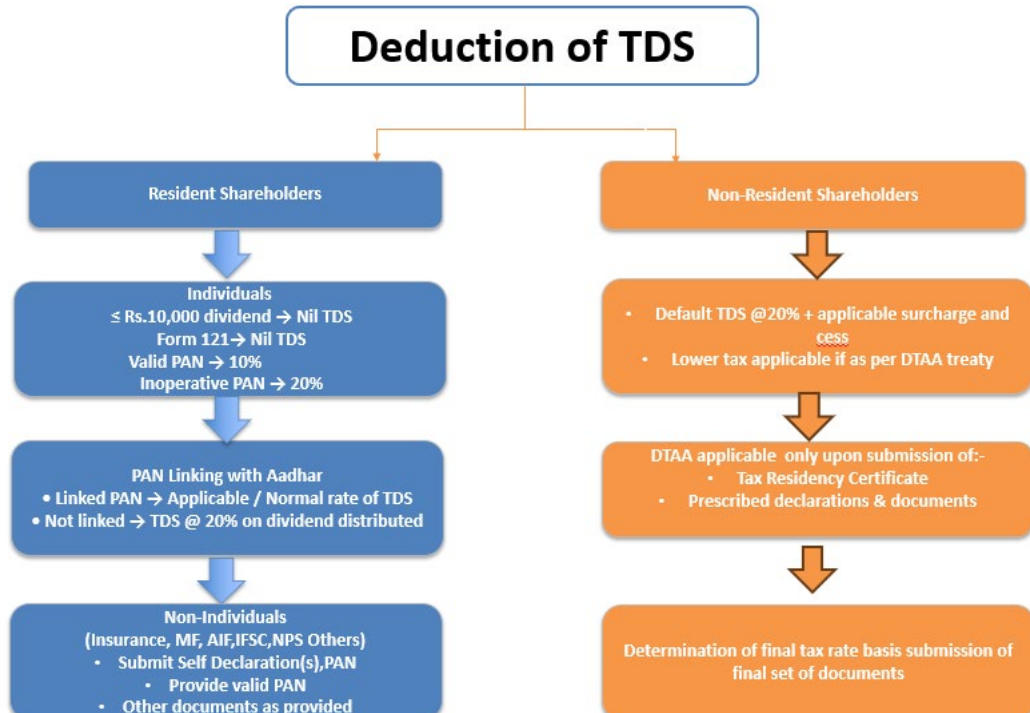 Deduction of TDS
Resident Shareholders
Individuals
≤ Rs.10,000 dividend → Nil TDS
Form 121→ Nil TDS
Valid PAN → 10%
Inoperative PAN → 20%
PAN Linking with Aadhar
• Linked PAN → Applicable / Normal rate of TDS
• Not linked → TDS @ 20% on dividend distributed
Non-Individuals
(Insurance, MF, AIF,IFSC,NPS Others)
• Submit Self Declaration(s),PAN
• Provide valid PAN
• Other documents as provided
Non-Resident Shareholders
• Default TDS @20% + applicable surcharge and
cess
• Lower tax applicable if as per DTAA treaty
DTAA applicable only upon submission of:-
• Tax Residency Certificate
• Prescribed declarations & documents
Determination of final tax rate basis submission of
final set of documents